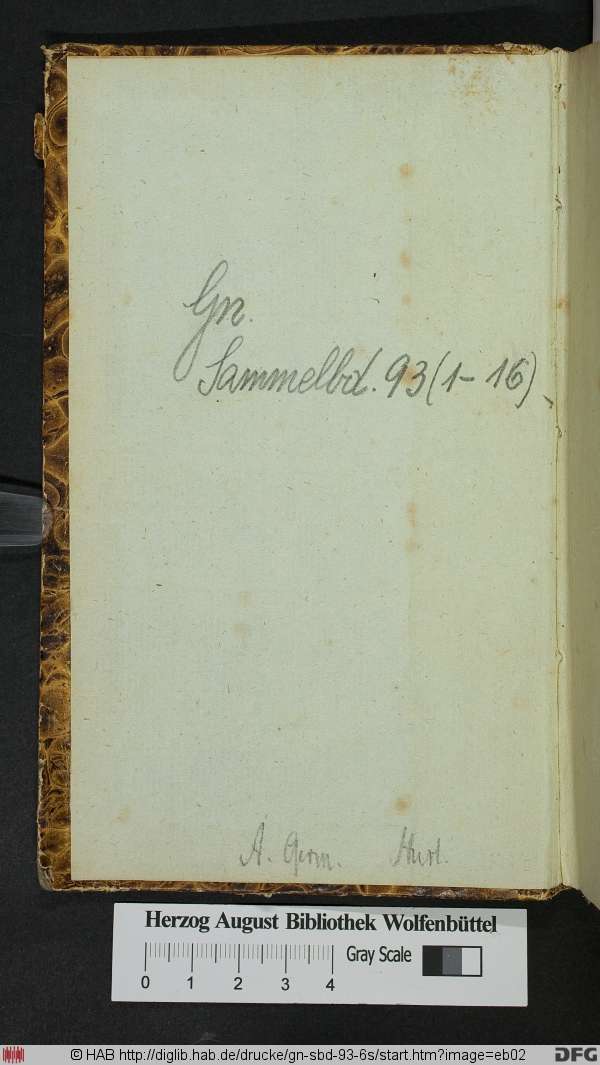 Gn.
Sammelbd. 93 (1-16)
A. Germ.
Herzog August Bibliothek Wolfenbüttel
0 1 2 3 4 Gray Scale
© HAB http://diglib.hab.de/drucke/gn-sbd-93-6s/start.htm?image=eb02 DFG